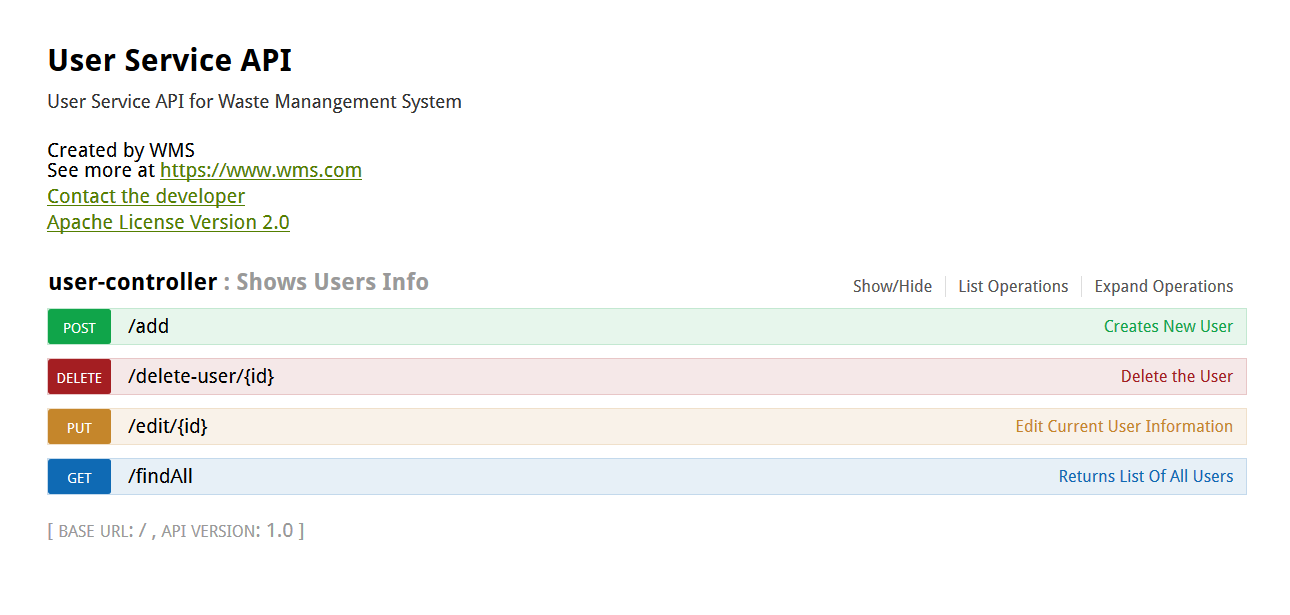 User Service API
User Service API for Waste Manangement System
Created by WMS
See more at https://www.wms.com
Contact the developer
Apache License Version 2.0
user-controller : Shows Users Info
Show/Hide List Operations Expand Operations
POST /add Creates New User
DELETE /delete-user/{id} Delete the User
PUT /edit/{id} Edit Current User Information
GET /findAll Returns List Of All Users
[ BASE URL: / , API VERSION: 1.0 ]